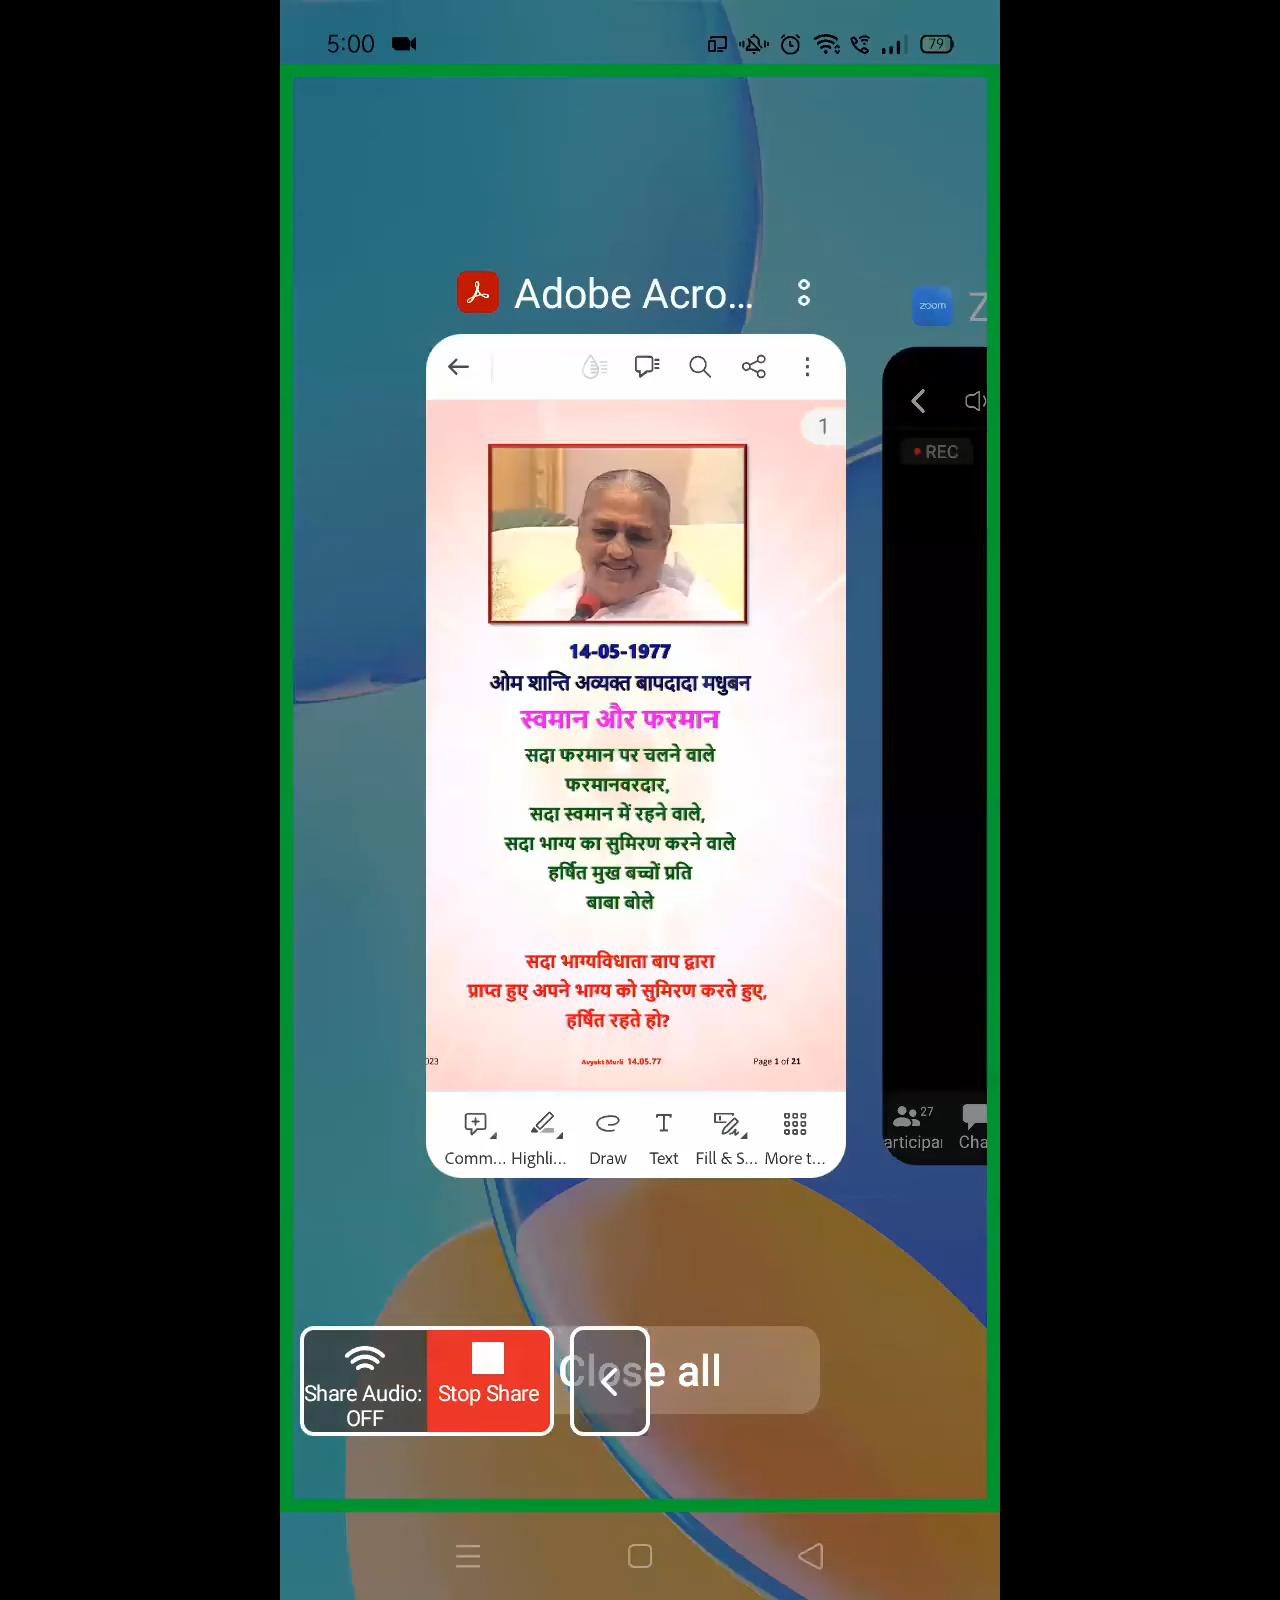 5:00
79
Adobe Acro...
zoom
Z
1
REC
14-05-1977
ओम शान्ति अव्यक्त बापदादा मधुबन
स्वमान और फरमान
सदा फरमान पर चलने वाले
फरमानवरदार,
सदा स्वमान में रहने वाले,
सदा भाग्य का सुमिरण करने वाले
हर्षित मुख बच्चों प्रति
बाबा बोले
सदा भाग्यविधाता बाप द्वारा
प्राप्त हुए अपने भाग्य को सुमिरण करते हुए,
हर्षित रहते हो?
023 Avyakt Murli 14.05.77 Page 1 of 21
27
articipa Cha
Comm... Highli... Draw Text Fill & S... More t...
Close all
Share Audio: OFF
Stop Share